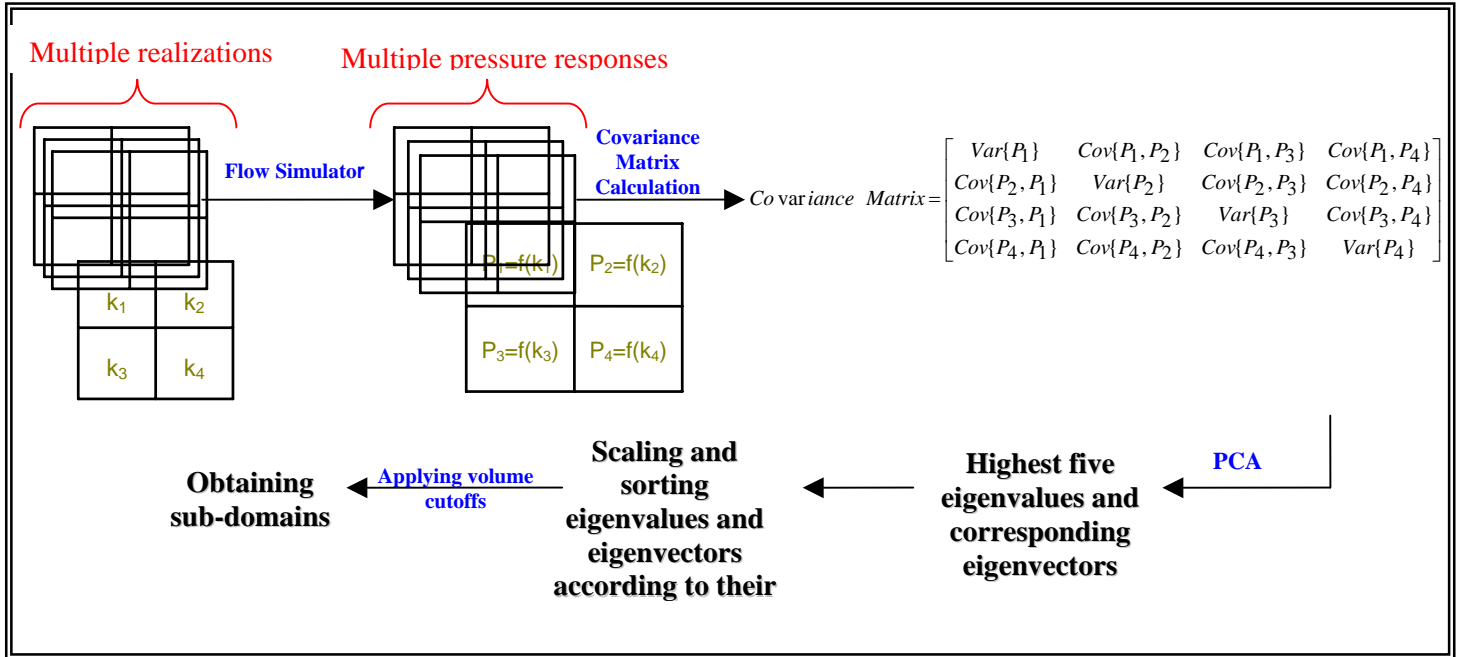 Multiple realizations
Multiple pressure responses
Flow Simulator
Covariance
Matrix
Calculation
k₁ k₂
k₃ k₄
P₁=f(k₁) P₂=f(k₂)
P₃=f(k₃) P₄=f(k₄)
Co variance Matrix =
Var{P₁} Cov{P₁,P₂} Cov{P₁,P₃} Cov{P₁,P₄}
Cov{P₂,P₁} Var{P₂} Cov{P₂,P₃} Cov{P₂,P₄}
Cov{P₃,P₁} Cov{P₃,P₂} Var{P₃} Cov{P₃,P₄}
Cov{P₄,P₁} Cov{P₄,P₂} Cov{P₄,P₃} Var{P₄}
PCA
Highest five
eigenvalues and
corresponding
eigenvectors
Scaling and
sorting
eigenvalues and
eigenvectors
according to their
Applying volume
cutoffs
Obtaining
sub-domains